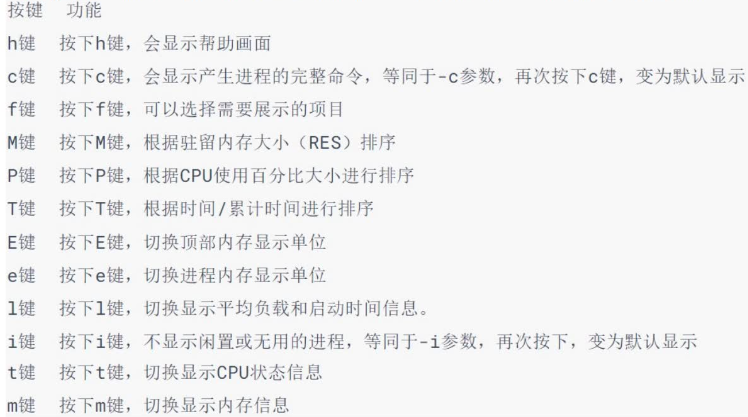 按键 功能
h键 按下h键，会显示帮助画面
c键 按下c键，会显示产生进程的完整命令，等同于-c参数，再次按下c键，变为默认显示
f键 按下f键，可以选择需要展示的项目
M键 按下M键，根据驻留内存大小（RES）排序
P键 按下P键，根据CPU使用百分比大小进行排序
T键 按下T键，根据时间/累计时间进行排序
E键 按下E键，切换顶部内存显示单位
e键 按下e键，切换进程内存显示单位
l键 按下l键，切换显示平均负载和启动时间信息。
i键 按下i键，不显示闲置或无用的进程，等同于-i参数，再次按下，变为默认显示
t键 按下t键，切换显示CPU状态信息
m键 按下m键，切换显示内存信息